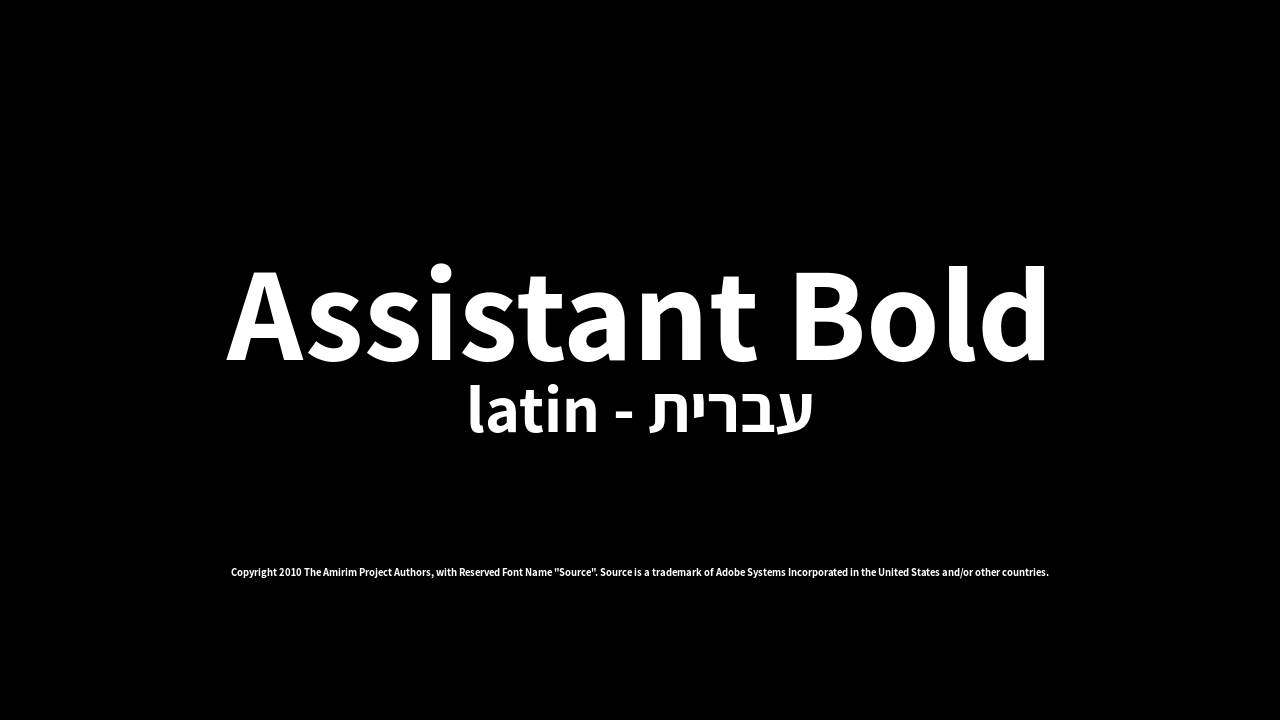 Assistant Bold
latin - עברית
Copyright 2010 The Amirim Project Authors, with Reserved Font Name "Source". Source is a trademark of Adobe Systems Incorporated in the United States and/or other countries.